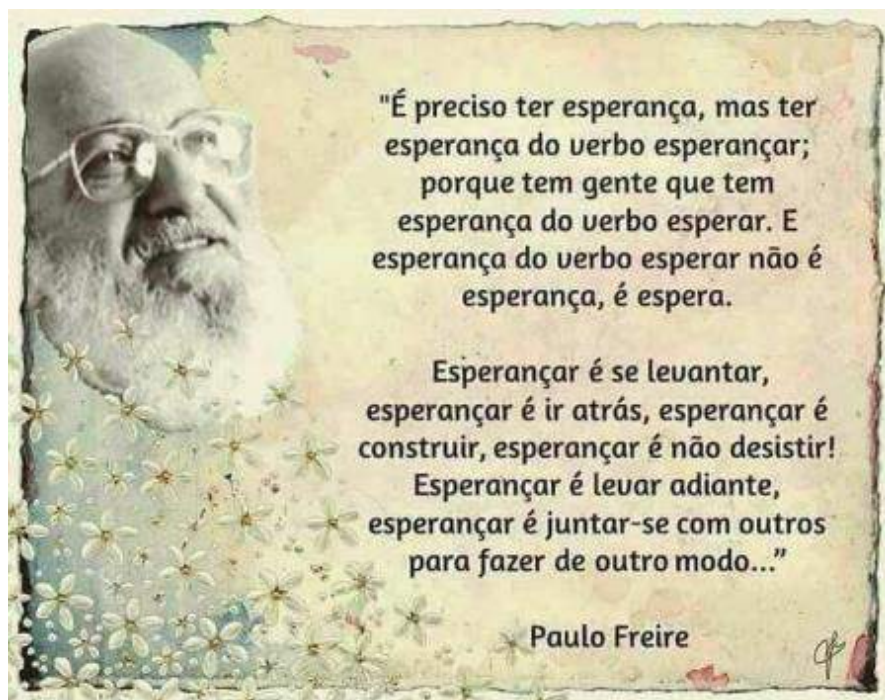 "É preciso ter esperança, mas ter
esperança do verbo esperançar;
porque tem gente que tem
esperança do verbo esperar. E
esperança do verbo esperar não é
esperança, é espera.
Esperançar é se levantar,
esperançar é ir atrás, esperançar é
construir, esperançar é não desistir!
Esperançar é levar adiante,
esperançar é juntar-se com outros
para fazer de outro modo...”
Paulo Freire